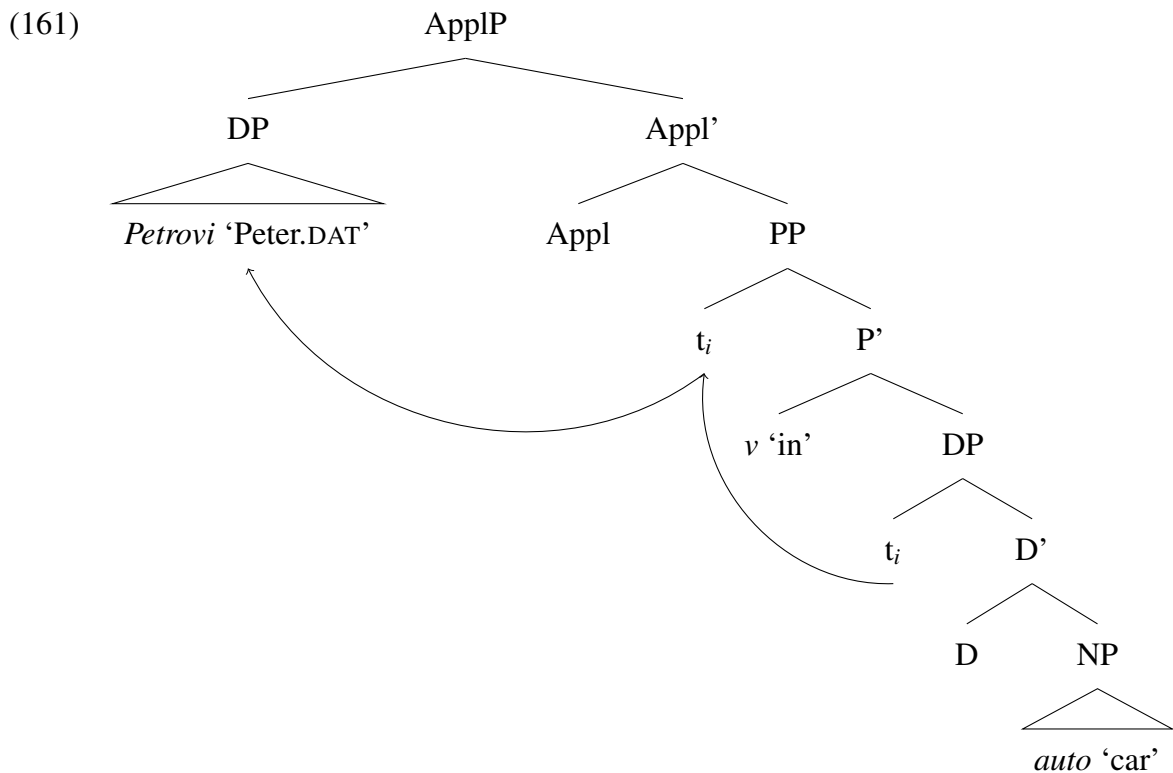 (161) ApplP
DP Appl’
Petrovi ‘Peter.DAT’ Appl PP
tᵢ P’
v ‘in’ DP
tᵢ D’
D NP
auto ‘car’